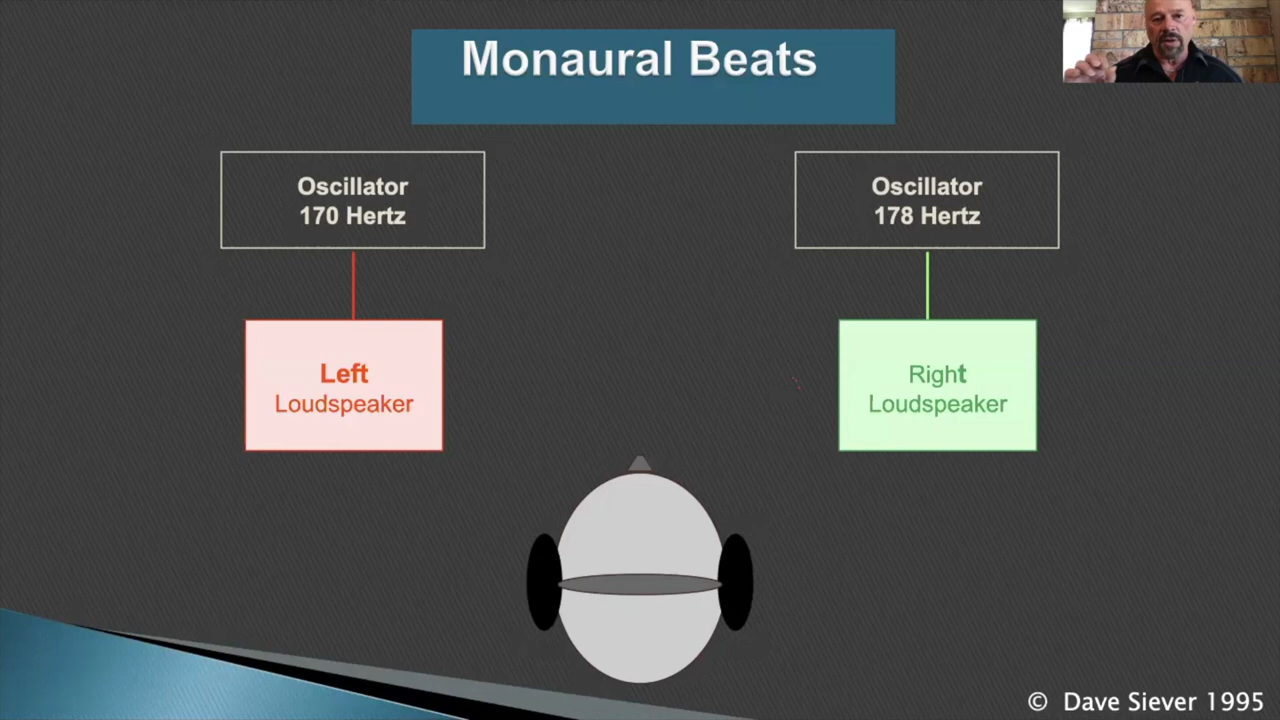 Monaural Beats
Oscillator
170 Hertz
Oscillator
178 Hertz
Left
Loudspeaker
Right
Loudspeaker
© Dave Siever 1995